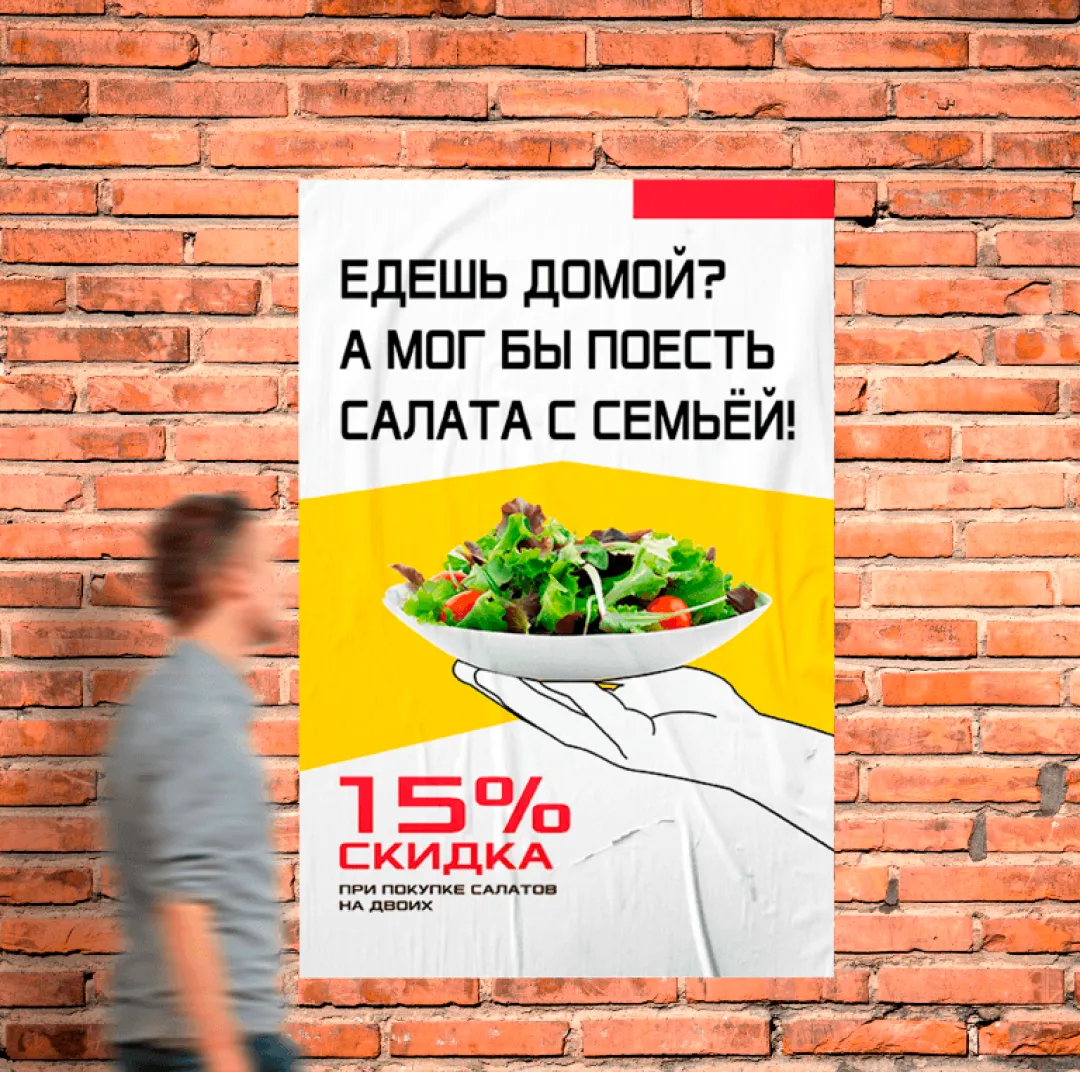 ЕДЕШЬ ДОМОЙ?
А МОГ БЫ ПОЕСТЬ
САЛАТА С СЕМЬЁЙ!
15%
СКИДКА
ПРИ ПОКУПКЕ САЛАТОВ
НА ДВОИХ